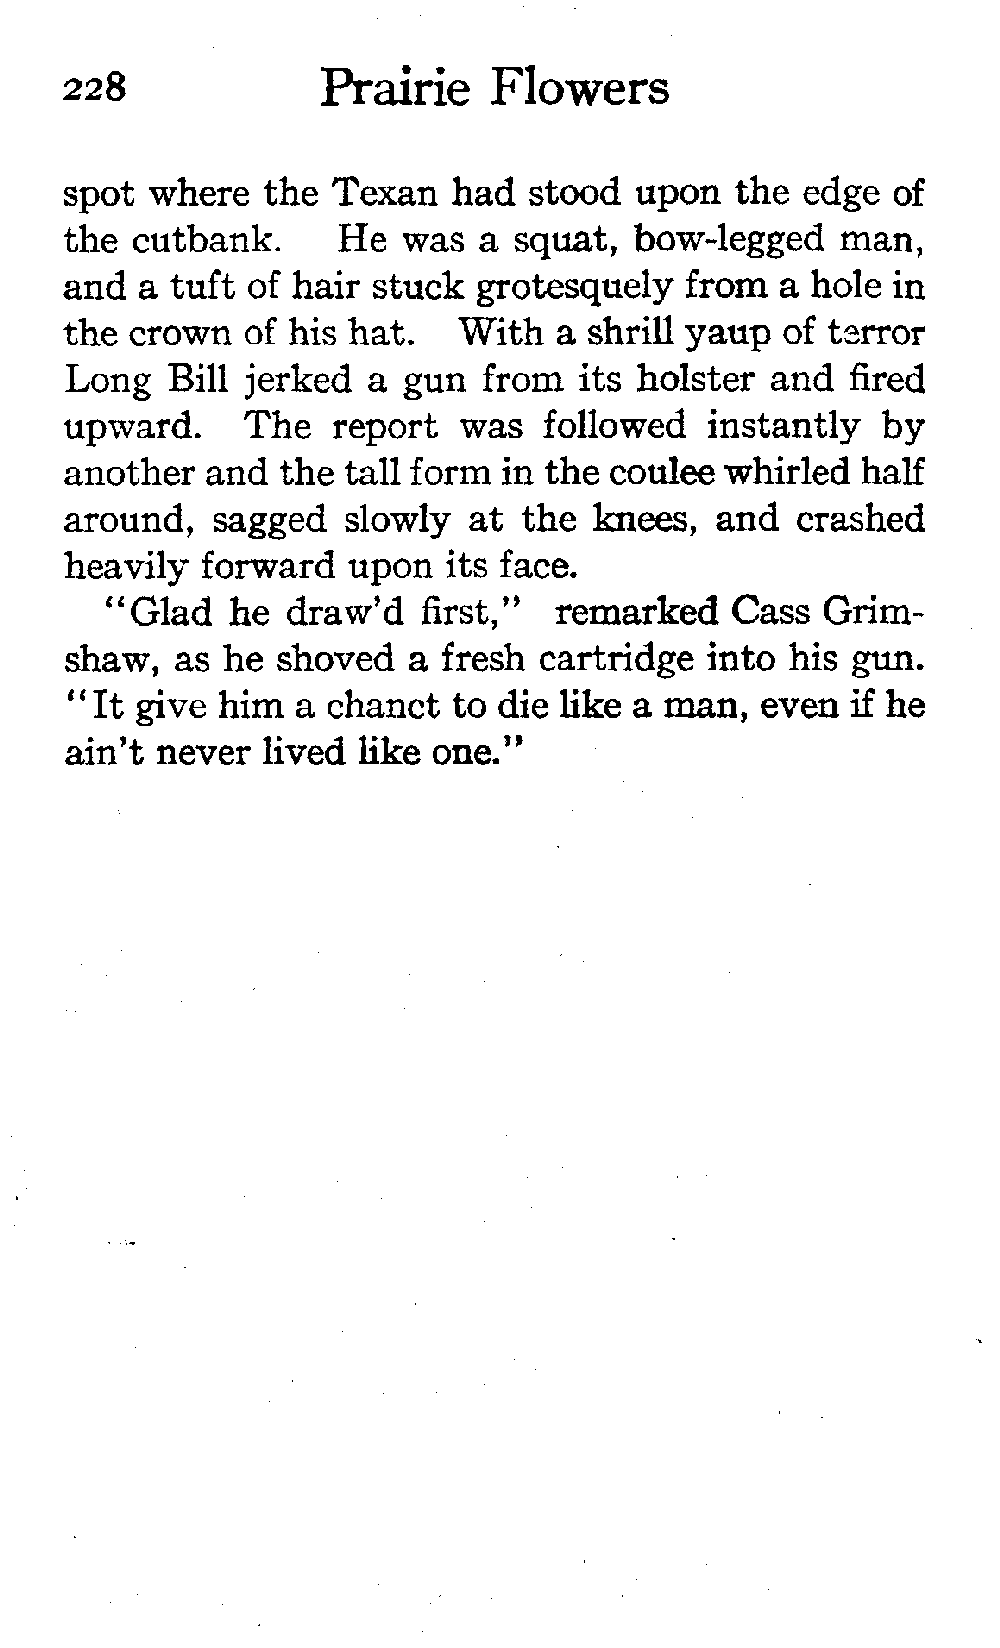 228 Prairie Flowers
spot where the Texan had stood upon the edge of
the cutbank. He was a squat, bow-legged man,
and a tuft of hair stuck grotesquely from a hole in
the crown of his hat. With a shrill yaup of terror
Long Bill jerked a gun from its holster and fired
upward. The report was followed instantly by
another and the tall form in the coulee whirled half
around, sagged slowly at the knees, and crashed
heavily forward upon its face.
"Glad he draw'd first," remarked Cass Grim-
shaw, as he shoved a fresh cartridge into his gun.
"It give him a chanct to die like a man, even if he
ain't never lived like one."